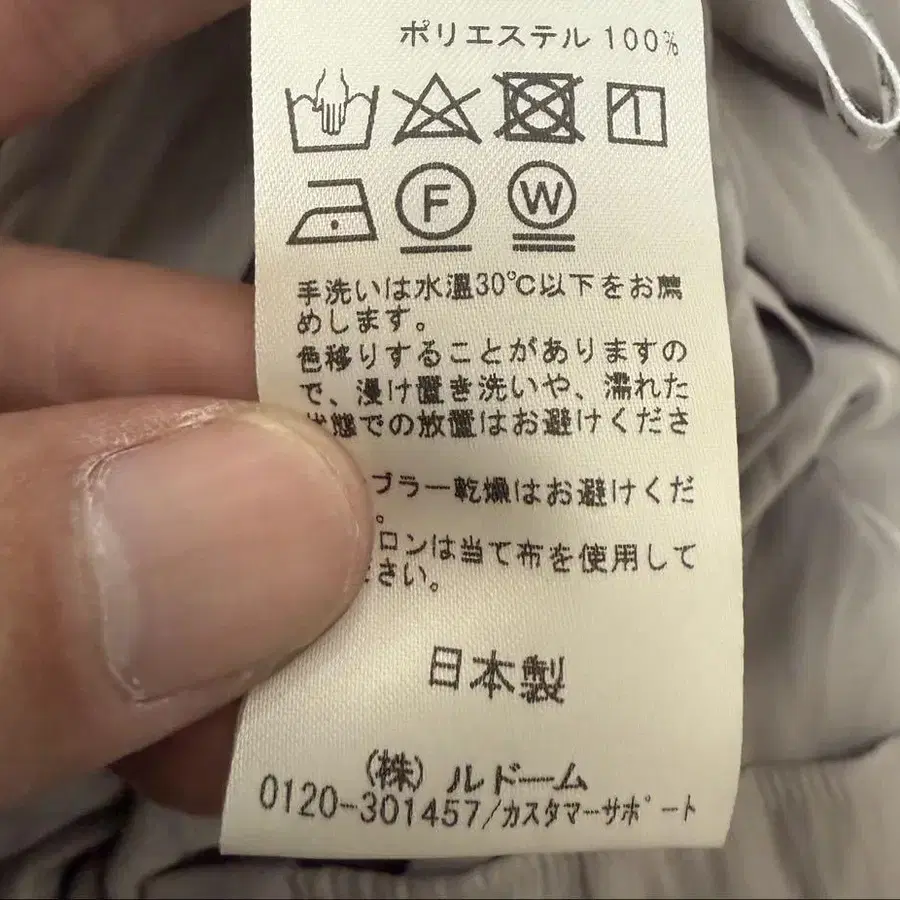 ポリエステル 100%
F W
手洗いは水温30℃以下をお薦
めします。
色移りすることがありますの
で、浸け置き洗いや、濡れた
状態での放置はお避けくださ
ブラー乾燥はお避けくだ
。
ロンは当て布を使用して
さい。
日本製
(株) ルドーム
0120-301457/カスタマーサポート